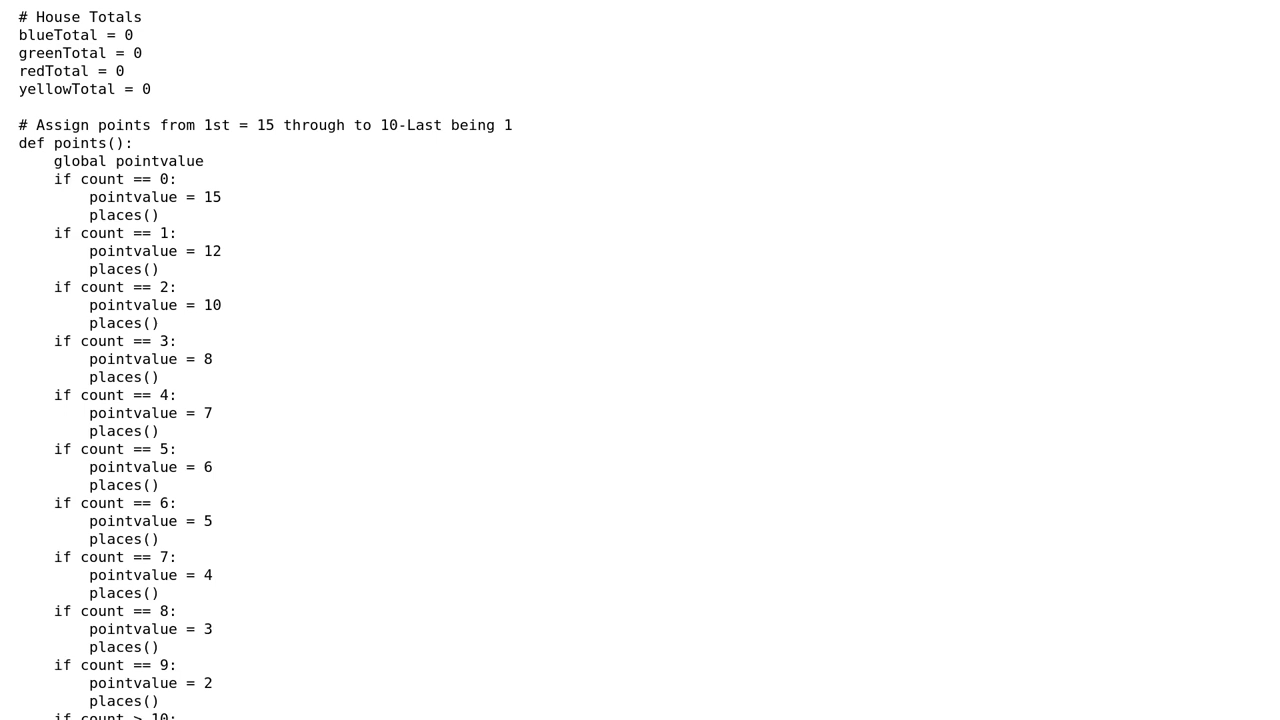 # House Totals
blueTotal = 0
greenTotal = 0
redTotal = 0
yellowTotal = 0

# Assign points from 1st = 15 through to 10-Last being 1
def points():
    global pointvalue
    if count == 0:
        pointvalue = 15
        places()
    if count == 1:
        pointvalue = 12
        places()
    if count == 2:
        pointvalue = 10
        places()
    if count == 3:
        pointvalue = 8
        places()
    if count == 4:
        pointvalue = 7
        places()
    if count == 5:
        pointvalue = 6
        places()
    if count == 6:
        pointvalue = 5
        places()
    if count == 7:
        pointvalue = 4
        places()
    if count == 8:
        pointvalue = 3
        places()
    if count == 9:
        pointvalue = 2
        places()
    if count > 10: